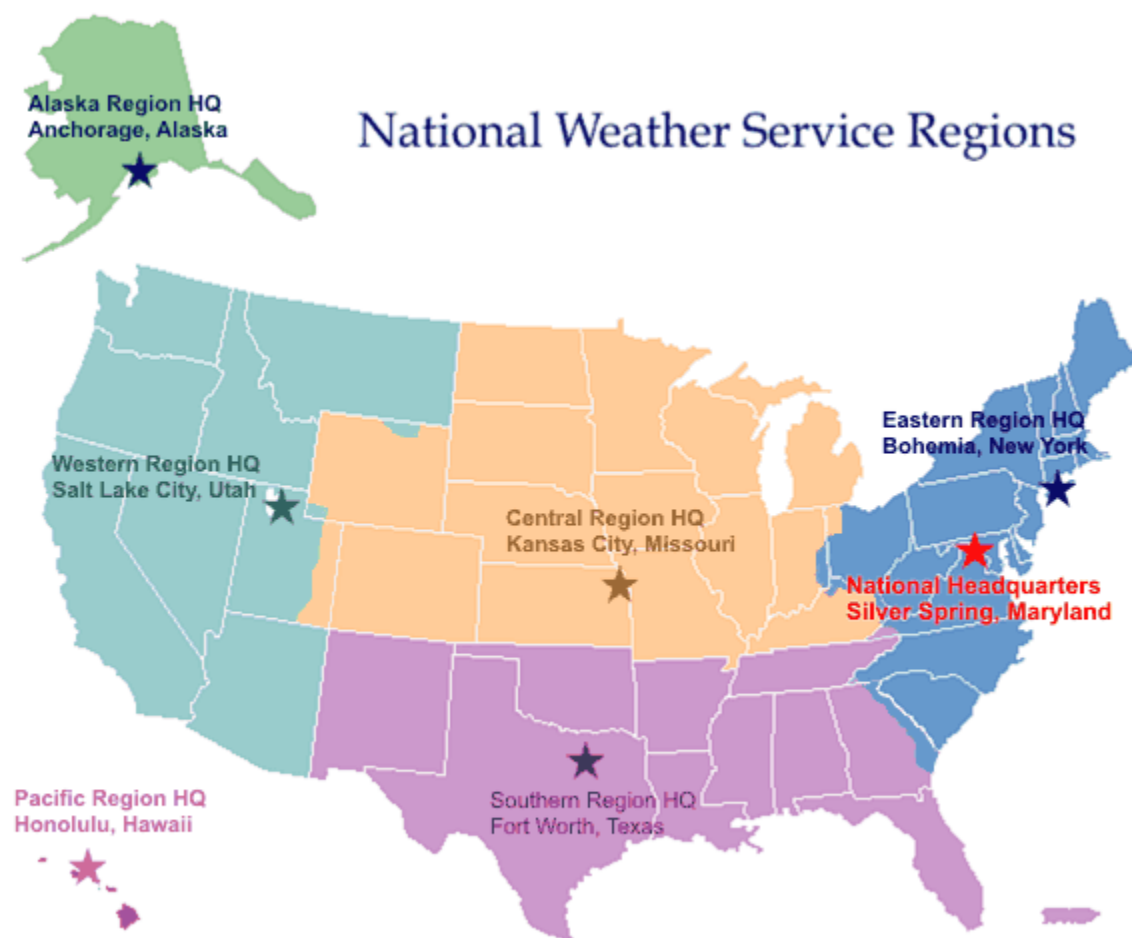 Alaska Region HQ
Anchorage, Alaska
National Weather Service Regions
Eastern Region HQ
Bohemia, New York
Western Region HQ
Salt Lake City, Utah
Central Region HQ
Kansas City, Missouri
National Headquarters
Silver Spring, Maryland
Pacific Region HQ
Honolulu, Hawaii
Southern Region HQ
Fort Worth, Texas